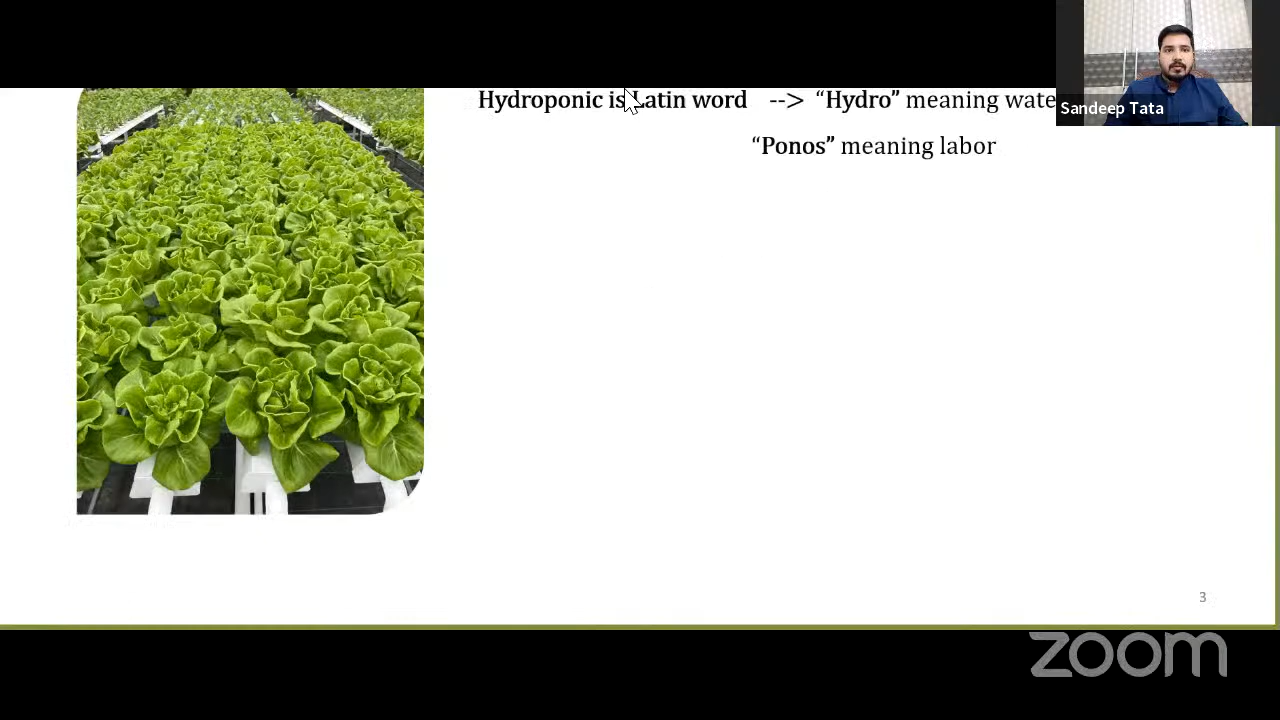 Hydroponic is Latin word --> “Hydro” meaning wate
“Ponos” meaning labor
Sandeep Tata
3
zoom